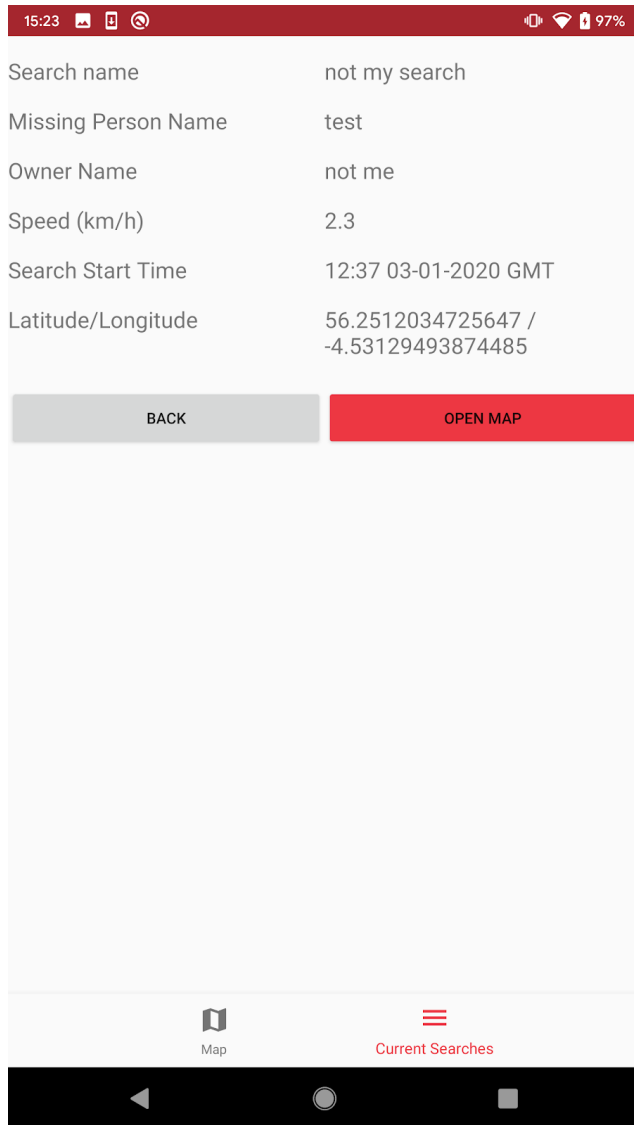 15:23 97%
Search name not my search
Missing Person Name test
Owner Name not me
Speed (km/h) 2.3
Search Start Time 12:37 03-01-2020 GMT
Latitude/Longitude 56.2512034725647 /
-4.53129493874485
BACK OPEN MAP
Map Current Searches